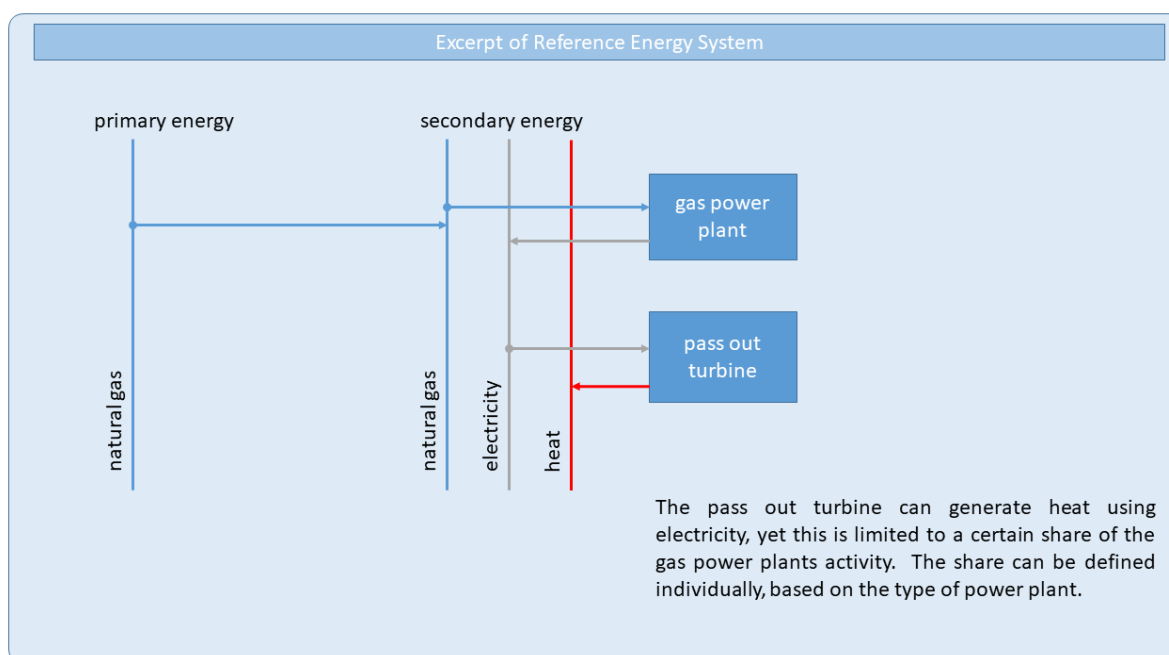 Excerpt of Reference Energy System
primary energy
secondary energy
gas power
plant
pass out
turbine
natural gas
natural gas
electricity
heat
The pass out turbine can generate heat using
electricity, yet this is limited to a certain share of the
gas power plants activity. The share can be defined
individually, based on the type of power plant.